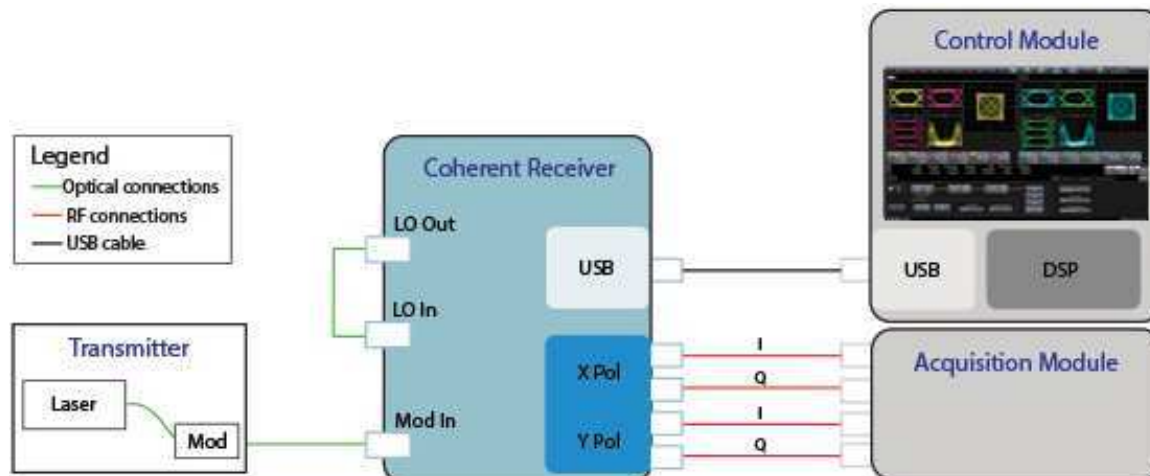 Control Module
Legend
Optical connections
RF connections
USB cable
Coherent Receiver
LO Out
LO In
USB
USB
DSP
Transmitter
Laser
Mod
Mod In
X Pol
Y Pol
I
Q
I
Q
Acquisition Module